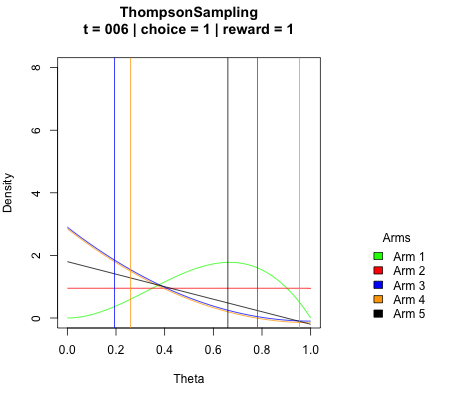 ThompsonSampling
t = 006 | choice = 1 | reward = 1
Density
8
6
4
2
0
0.0 0.2 0.4 0.6 0.8 1.0
Theta
Arms
Arm 1
Arm 2
Arm 3
Arm 4
Arm 5